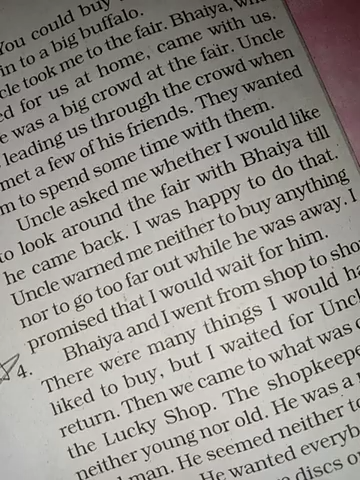 You could buy
in to a big buffalo.
cle took me to the fair. Bhaiya,
ed for us at home, came with us.
e was a big crowd at the fair. Uncle
leading us through the crowd when
met a few of his friends. They wanted
m to spend some time with them.
Uncle asked me whether I would like
to look around the fair with Bhaiya till
he came back. I was happy to do that.
Uncle warned me neither to buy anything
nor to go too far out while he was away. I
promised that I would wait for him.
Bhaiya and I went from shop to sho
4. There were many things I would h
liked to buy, but I waited for Uncl
return. Then we came to what was
the Lucky Shop. The shopkeepe
neither young nor old. He was a
man. He seemed neither to
He wanted everyb
discs o